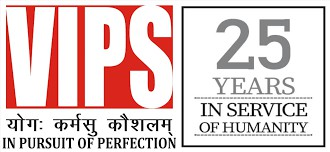 VIPS
योगः कर्मसु कौशलम्
IN PURSUIT OF PERFECTION
25
YEARS
IN SERVICE
OF HUMANITY